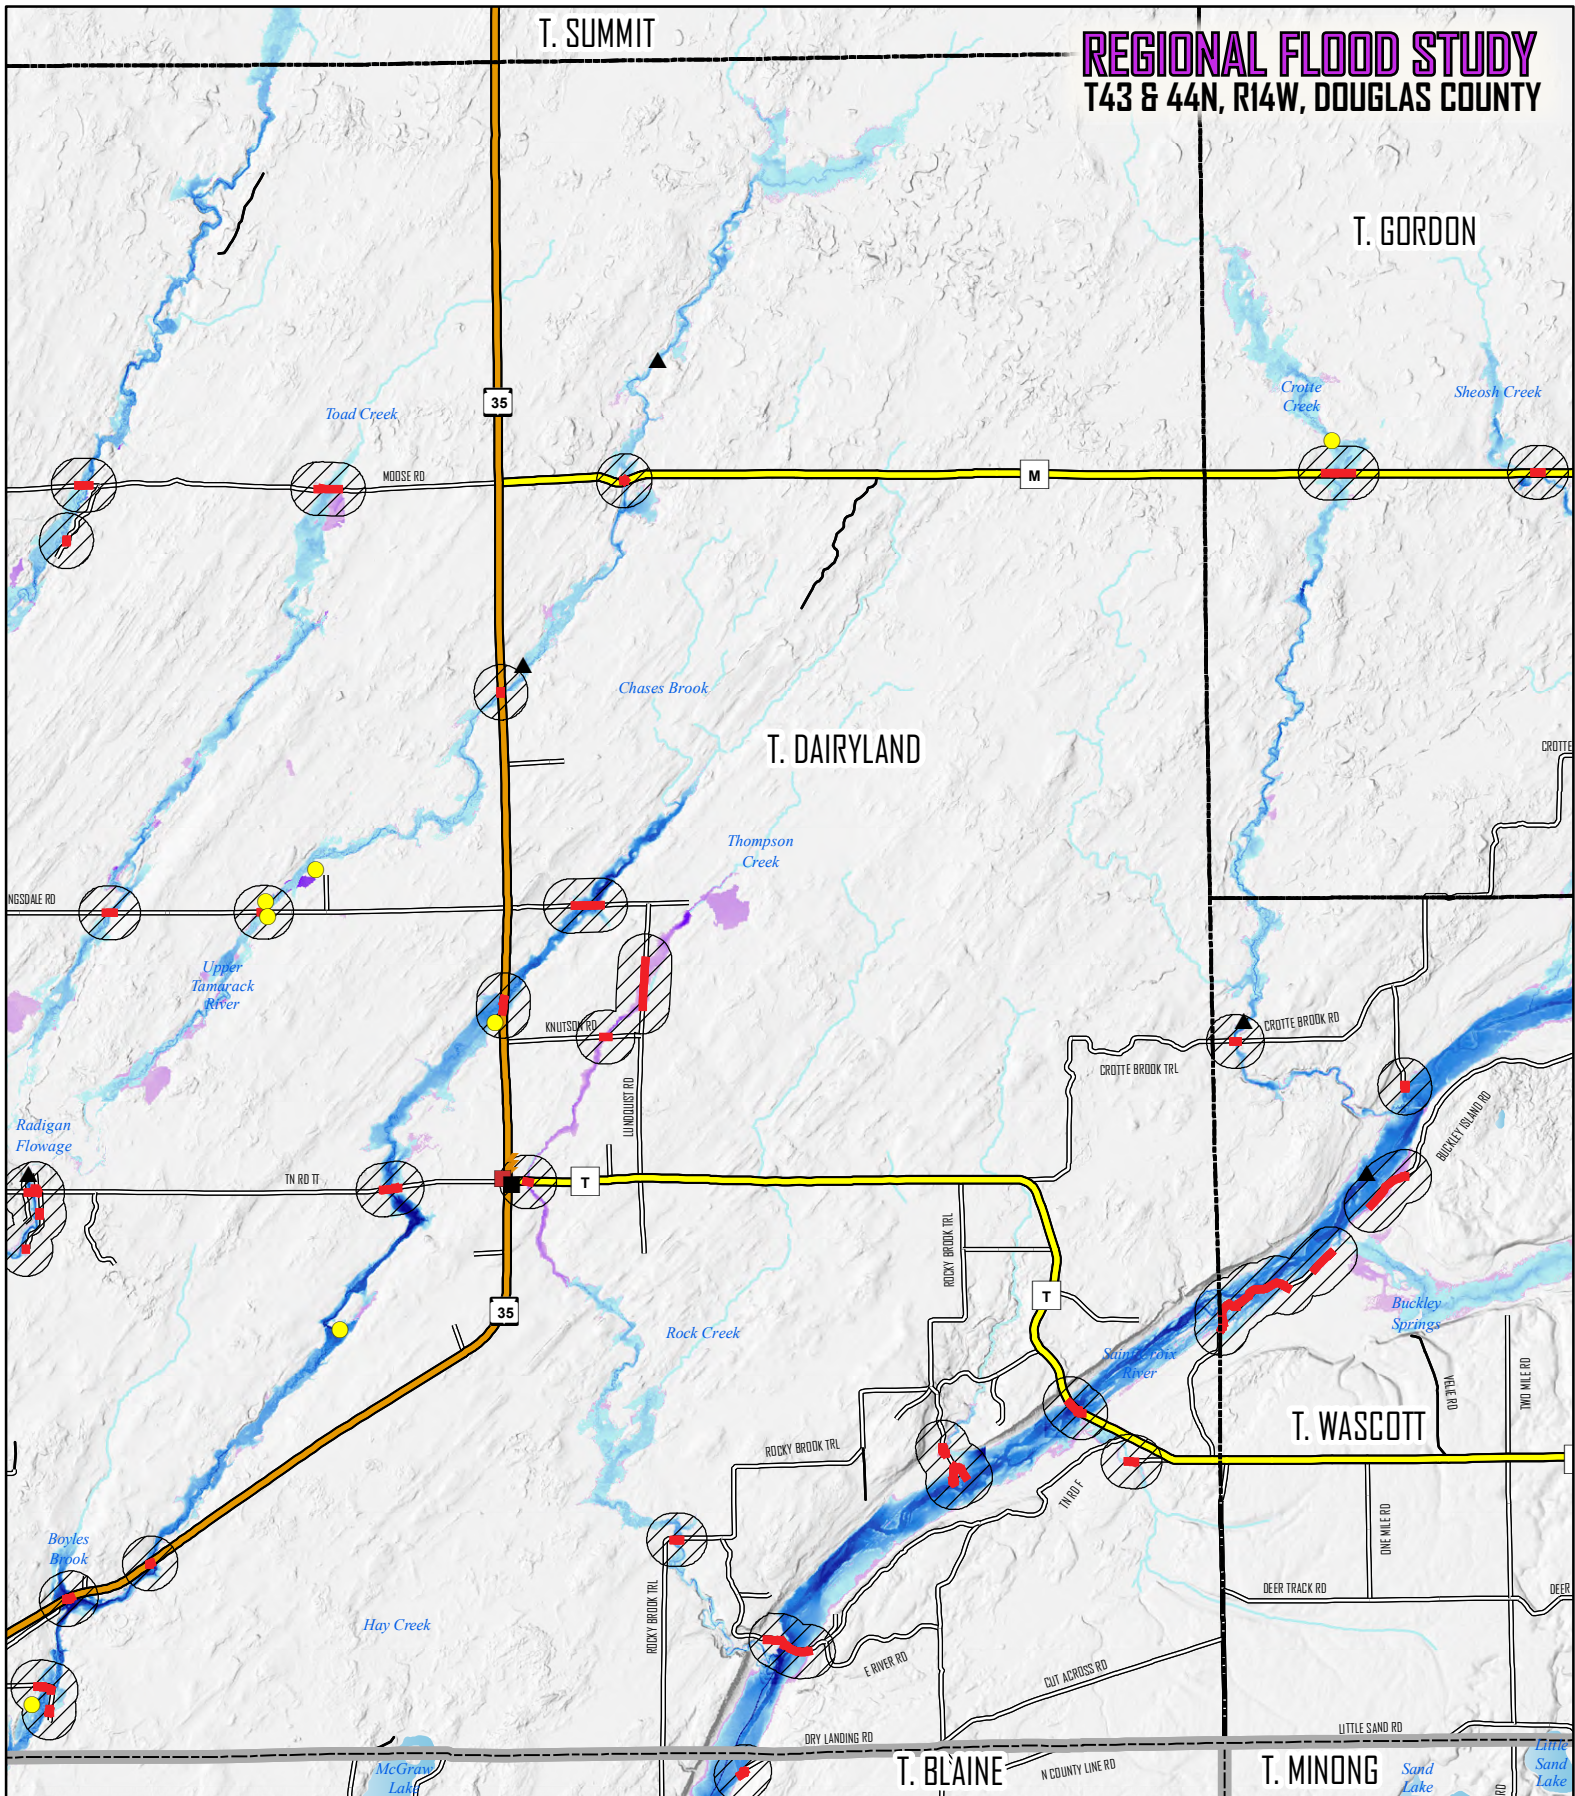 T. SUMMIT
REGIONAL FLOOD STUDY
T43 & 44N, R14W, DOUGLAS COUNTY
T. GORDON
Toad Creek
35
Crotte
Creek
Sheosh Creek
MOOSE RD
M
Chases Brook
T. DAIRYLAND
CROTTE
Thompson
Creek
NGSDALE RD
Upper
Tamarack
River
KNUTSON RD
CROTTE BROOK RD
CROTTE BROOK TRL
LUNDQUIST RD
BUCKLEY ISLAND RD
Radigan
Flowage
TN RD TT
T
ROCKY BROOK TRL
T
35
Buckley
Springs
Rock Creek
Saint Croix
River
VELIE RD
TWO MILE RD
T. WASCOTT
ROCKY BROOK TRL
TN RD F
ONE MILE RD
Boyles
Brook
ROCKY BROOK TRL
DEER TRACK RD
DEER
Hay Creek
E RIVER RD
CUT ACROSS RD
DRY LANDING RD
LITTLE SAND RD
McGraw
Lake
T. BLAINE
N COUNTY LINE RD
T. MINONG
Sand
Lake
Little
Sand
Lake
RD